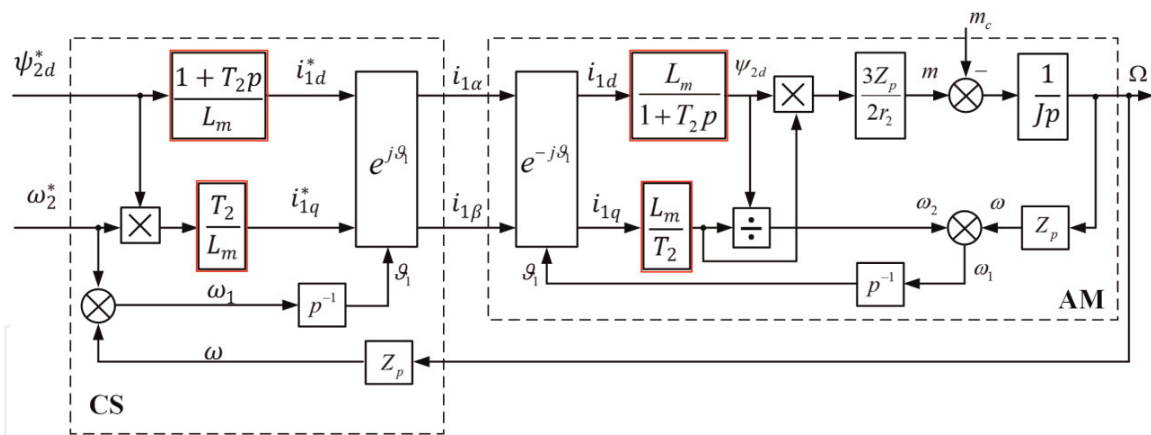 ψ*2d
1 + T2p
Lm
i*1d
ejϑ1
i1α
e−jϑ1
i1d
Lm
1 + T2p
ψ2d
×
3Zp
2r2
m
mc
−
1
Jp
Ω
ω*2
×
T2
Lm
i*1q
i1β
i1q
Lm
T2
÷
ω2
ω
Zp
ω1
p−1
ϑ1
ϑ1
p−1
ω1
AM
ω
Zp
CS